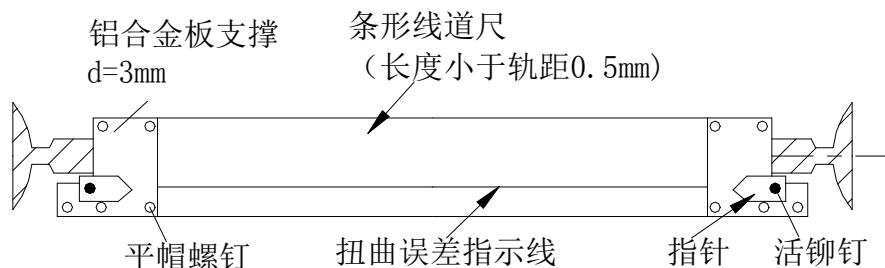 铝合金板支撑
d=3mm
条形线道尺
（长度小于轨距0.5mm)
平帽螺钉
扭曲误差指示线
指针
活铆钉